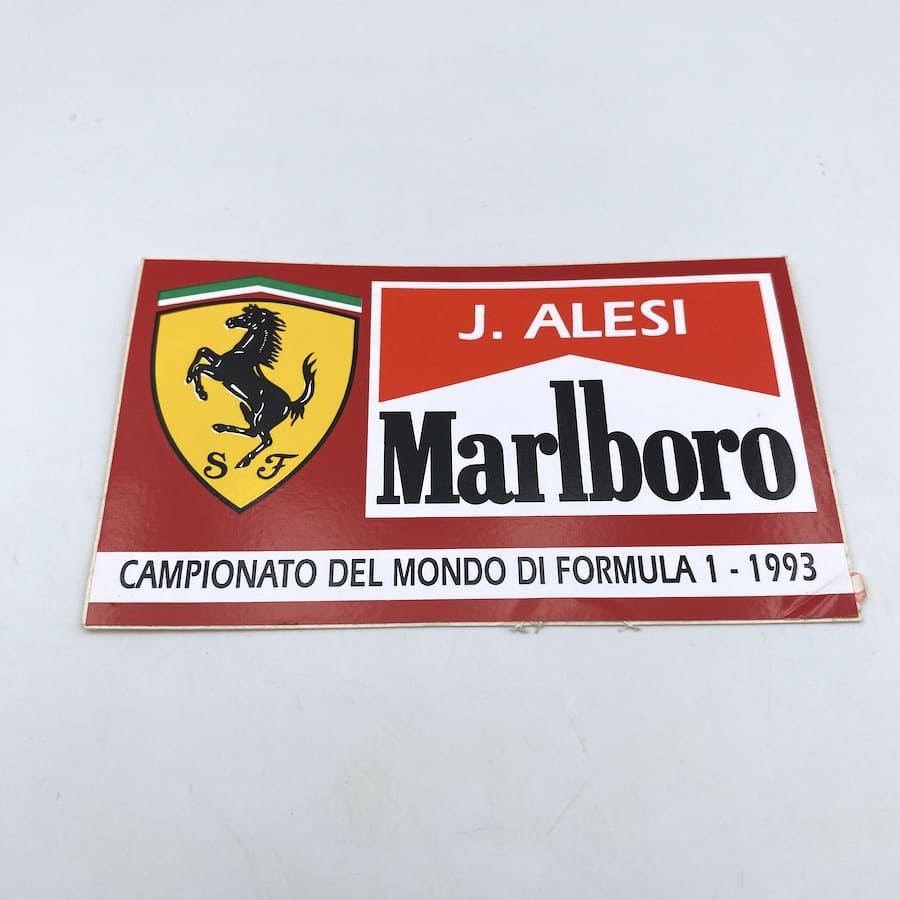 S F
J. ALESI
Marlboro
CAMPIONATO DEL MONDO DI FORMULA 1 - 1993